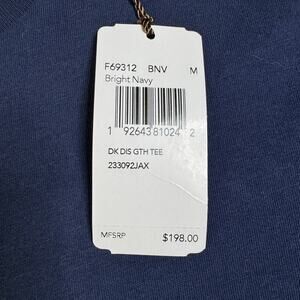 F69312 BNV M
Bright Navy
1 92643 81024 2
DK DIS GTH TEE
233092JAX
MFSRP $198.00